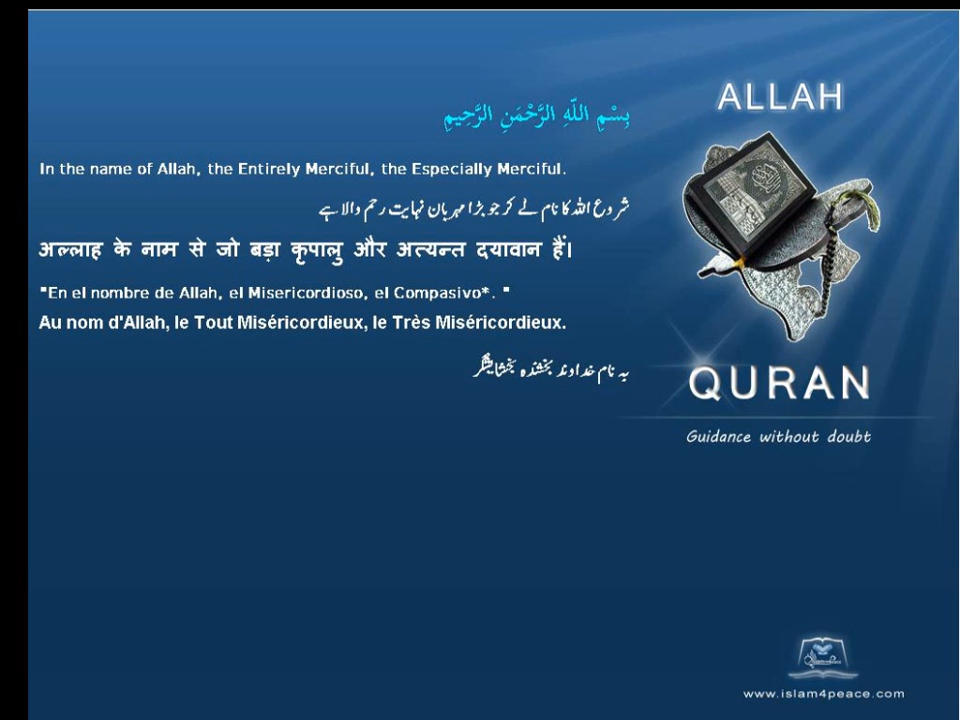 بِسْمِ اللّهِ الرَّحْمَنِ الرَّحِيمِ
In the name of Allah, the Entirely Merciful, the Especially Merciful.
شروع الله کا نام لے کر جو بڑا مہربان نہایت رحم والا ہے
अल्लाह के नाम से जो बड़ा कृपालु और अत्यन्त दयावान हैं।
"En el nombre de Allah, el Misericordioso, el Compasivo*. "
Au nom d'Allah, le Tout Miséricordieux, le Très Miséricordieux.
به نام خداوند بخشنده بخشایشگر
ALLAH
QURAN
Guidance without doubt
www.islam4peace.com